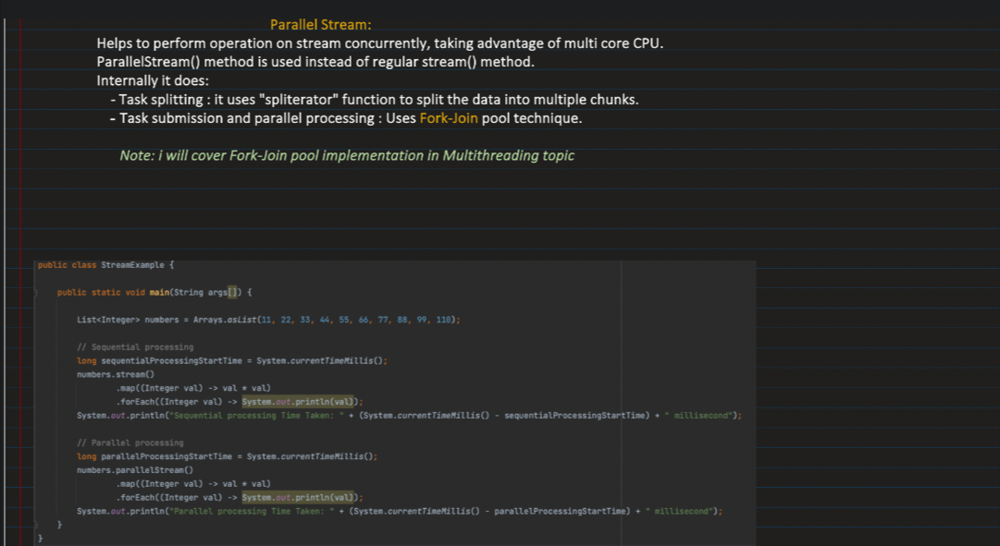 Parallel Stream:
Helps to perform operation on stream concurrently, taking advantage of multi core CPU.
ParallelStream() method is used instead of regular stream() method.
Internally it does:
- Task splitting : it uses "spliterator" function to split the data into multiple chunks.
- Task submission and parallel processing : Uses Fork-Join pool technique.
Note: i will cover Fork-Join pool implementation in Multithreading topic
public class StreamExample {
public static void main(String args[]) {
List<Integer> numbers = Arrays.asList(11, 22, 33, 44, 55, 66, 77, 88, 99, 110);
// Sequential processing
long sequentialProcessingStartTime = System.currentTimeMillis();
numbers.stream()
.map((Integer val) -> val * val)
.forEach((Integer val) -> System.out.println(val));
System.out.println("Sequential processing Time Taken: " + (System.currentTimeMillis() - sequentialProcessingStartTime) + " millisecond");
// Parallel processing
long parallelProcessingStartTime = System.currentTimeMillis();
numbers.parallelStream()
.map((Integer val) -> val * val)
.forEach((Integer val) -> System.out.println(val));
System.out.println("Parallel processing Time Taken: " + (System.currentTimeMillis() - parallelProcessingStartTime) + " millisecond");
}
}